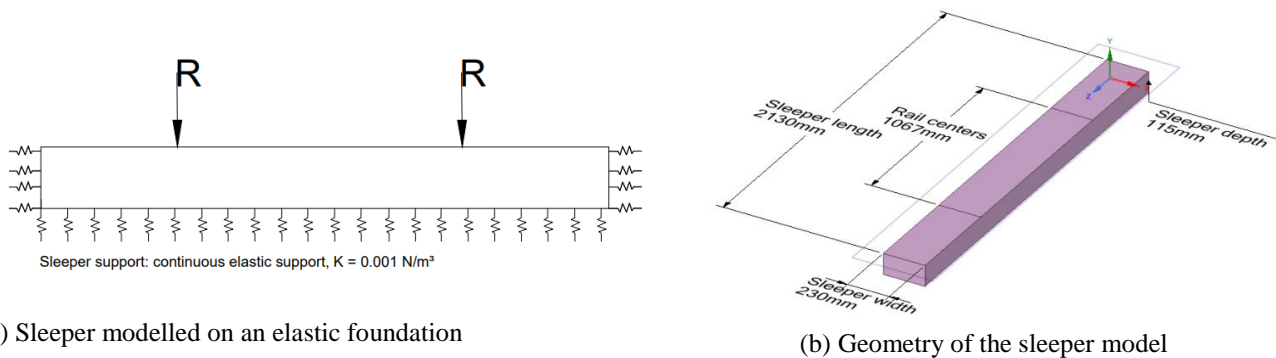 R
R
Sleeper support: continuous elastic support, K = 0.001 N/m³
) Sleeper modelled on an elastic foundation
Y
X
Z
Sleeper length
2130mm
Rail centers
1067mm
Sleeper depth
115mm
Sleeper width
230mm
(b) Geometry of the sleeper model